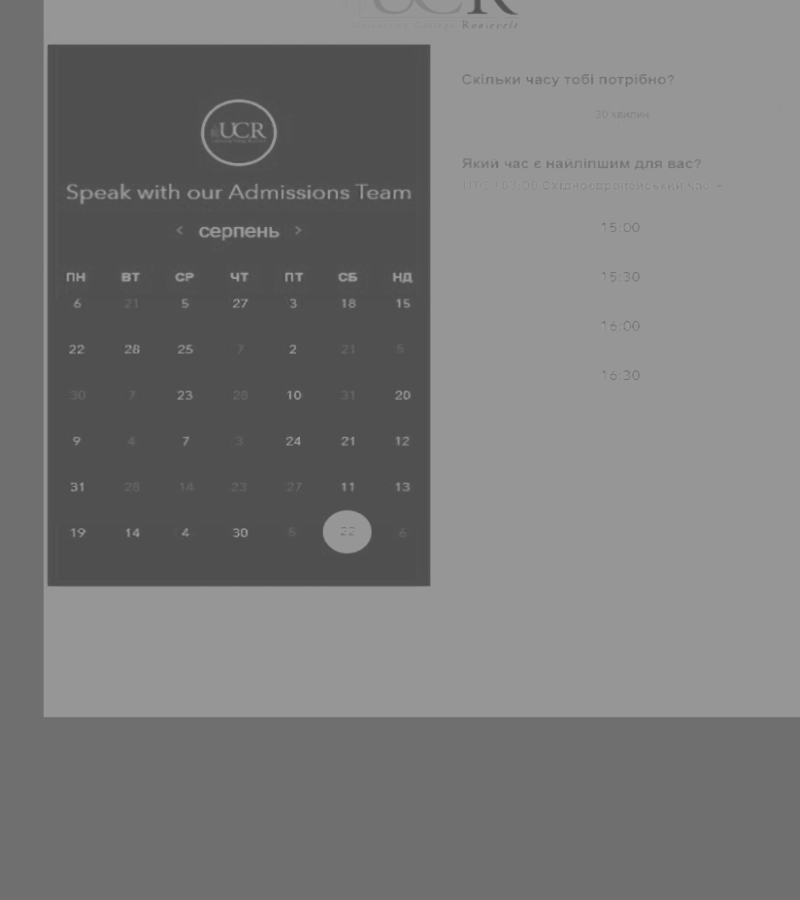 UCR
University College Roosevelt
UCR
Speak with our Admissions Team
< серпень >
ПН ВТ СР ЧТ ПТ СБ НД
6 21 5 27 3 18 15
22 28 25 7 2 21 5
30 7 23 28 10 31 20
9 4 7 3 24 21 12
31 28 14 23 27 11 13
19 14 4 30 5 22 6
Скільки часу тобі потрібно?
30 хвилин
Який час є найліпшим для вас?
UTC +03:00 Східноєвропейський час
15:00
15:30
16:00
16:30